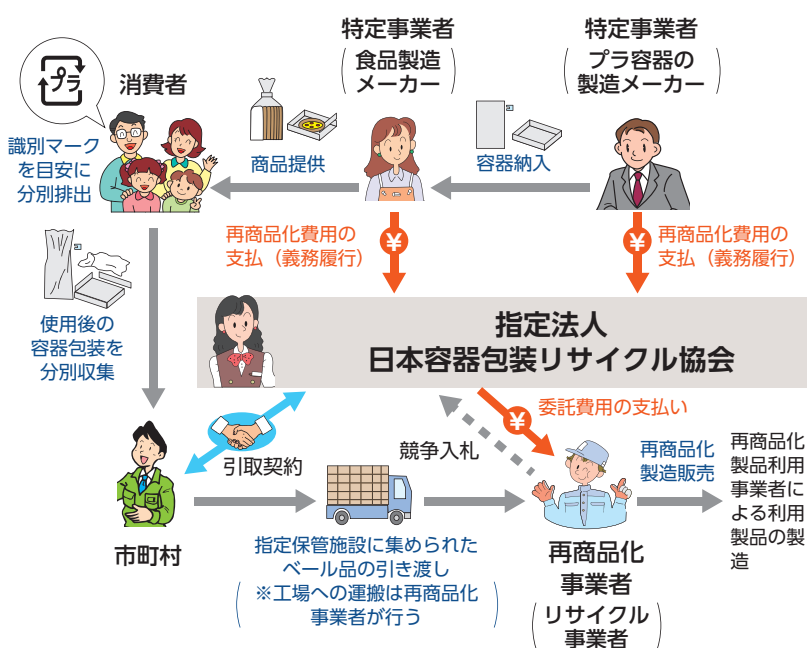 特定事業者
(食品製造
メーカー)
特定事業者
(プラ容器の
製造メーカー)
プラ
消費者
識別マーク
を目安に
分別排出
商品提供
容器納入
再商品化費用の
支払（義務履行）
¥
¥
再商品化費用の
支払（義務履行）
使用後の
容器包装を
分別収集
指定法人
日本容器包装リサイクル協会
¥
委託費用の支払い
引取契約
競争入札
再商品化
製造販売
再商品化
製品利用
事業者に
よる利用
製品の製
造
市町村
指定保管施設に集められた
ベール品の引き渡し
(※工場への運搬は再商品化
事業者が行う)
再商品化
事業者
(リサイクル
事業者)